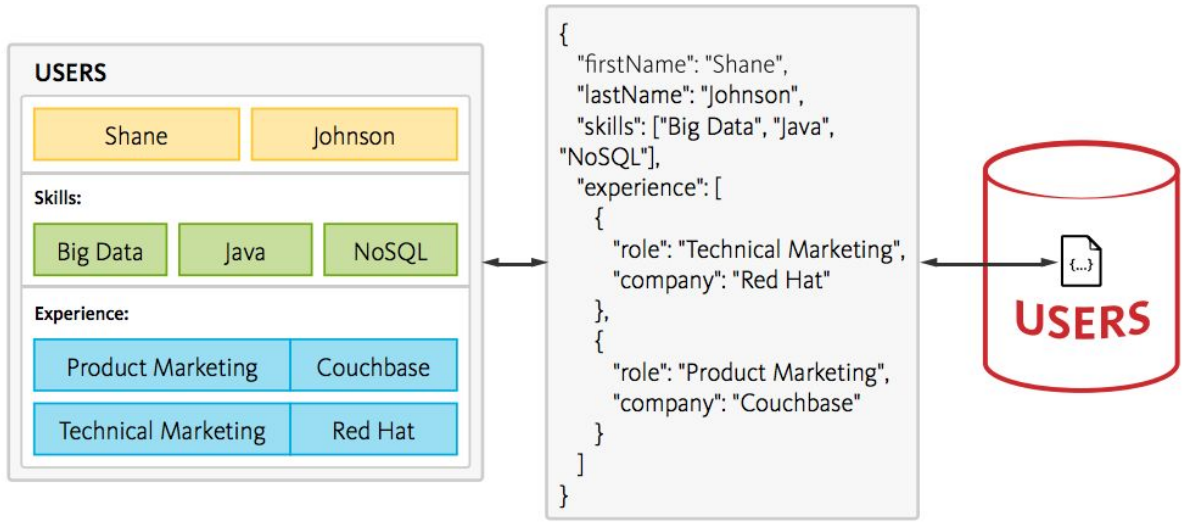 USERS
Shane Johnson
Skills:
Big Data Java NoSQL
Experience:
Product Marketing Couchbase
Technical Marketing Red Hat
{
"firstName": "Shane",
"lastName": "Johnson",
"skills": ["Big Data", "Java",
"NoSQL"],
"experience": [
{
"role": "Technical Marketing",
"company": "Red Hat"
},
{
"role": "Product Marketing",
"company": "Couchbase"
}
]
}
{...}
USERS